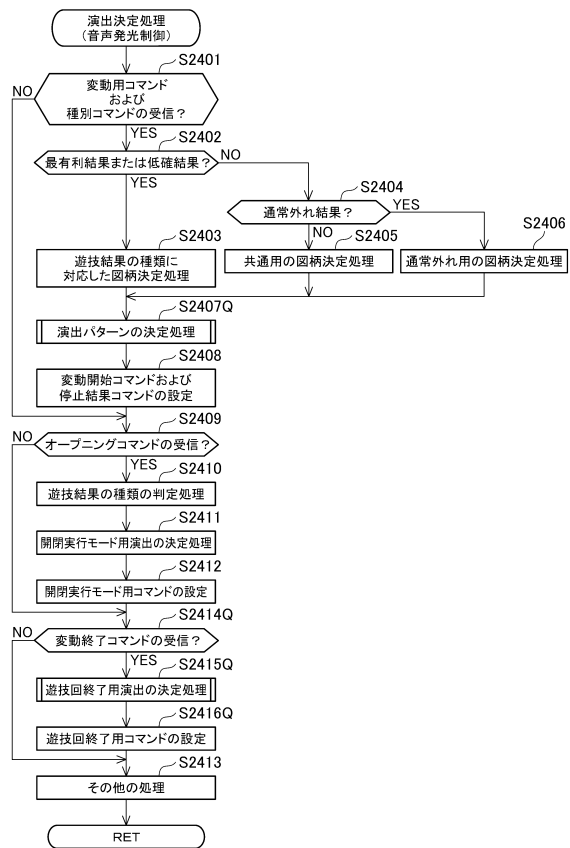 演出決定処理
(音声発光制御)
S2401
NO
変動用コマンド
および
種別コマンドの受信？
YES
S2402
最有利結果または低確結果？
NO
YES
S2404
通常外れ結果？
YES
NO
S2403
遊技結果の種類に
対応した図柄決定処理
S2405
共通用の図柄決定処理
S2406
通常外れ用の図柄決定処理
S2407Q
演出パターンの決定処理
S2408
変動開始コマンドおよび
停止結果コマンドの設定
S2409
NO
オープニングコマンドの受信？
YES
S2410
遊技結果の種類の判定処理
S2411
開閉実行モード用演出の決定処理
S2412
開閉実行モード用コマンドの設定
S2414Q
NO
変動終了コマンドの受信？
YES
S2415Q
遊技回終了用演出の決定処理
S2416Q
遊技回終了用コマンドの設定
S2413
その他の処理
RET